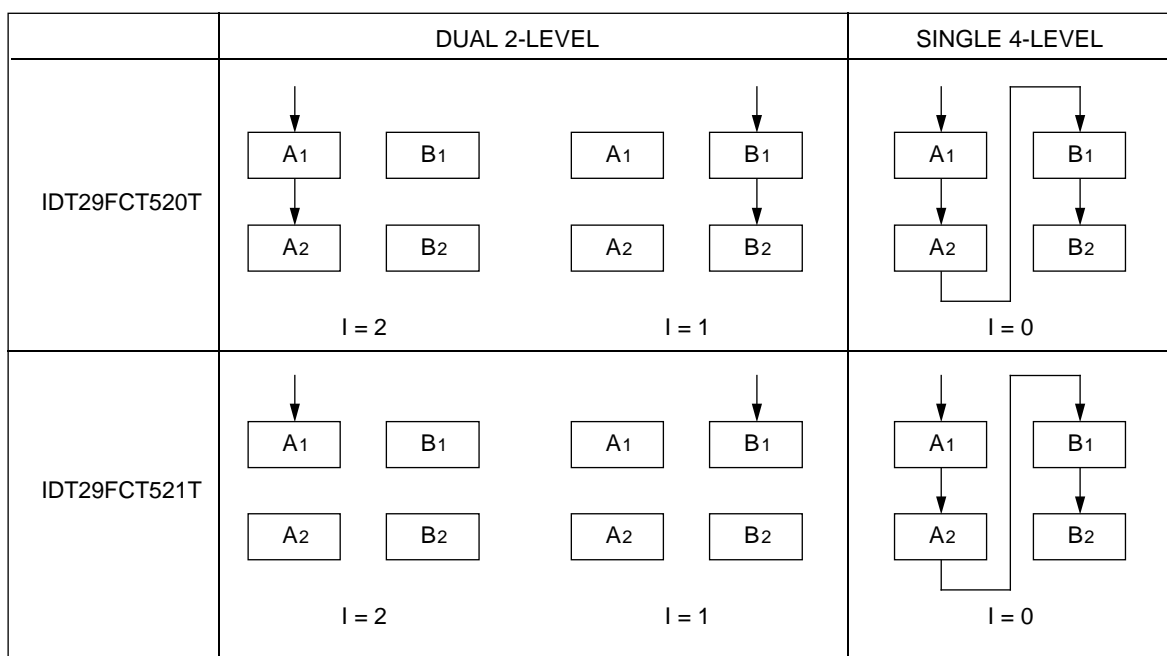 DUAL 2-LEVEL SINGLE 4-LEVEL
A1 B1 A1 B1 A1 B1
IDT29FCT520T
A2 B2 A2 B2 A2 B2
I = 2 I = 1 I = 0
A1 B1 A1 B1 A1 B1
IDT29FCT521T
A2 B2 A2 B2 A2 B2
I = 2 I = 1 I = 0